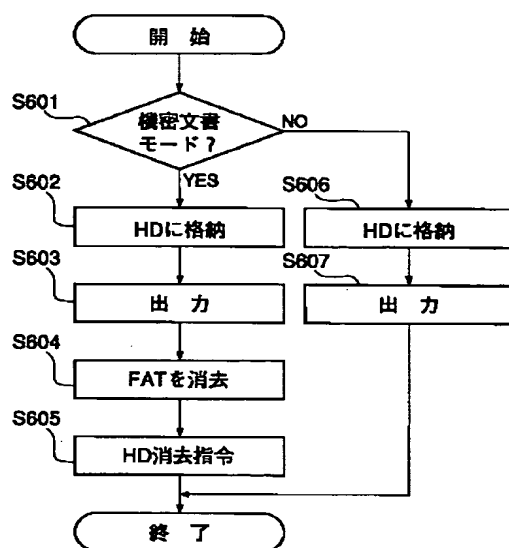 開 始
S601
機密文書
モード?
NO
YES
S602
HDに格納
S606
HDに格納
S603
出 力
S607
出 力
S604
FATを消去
S605
HD消去指令
終 了